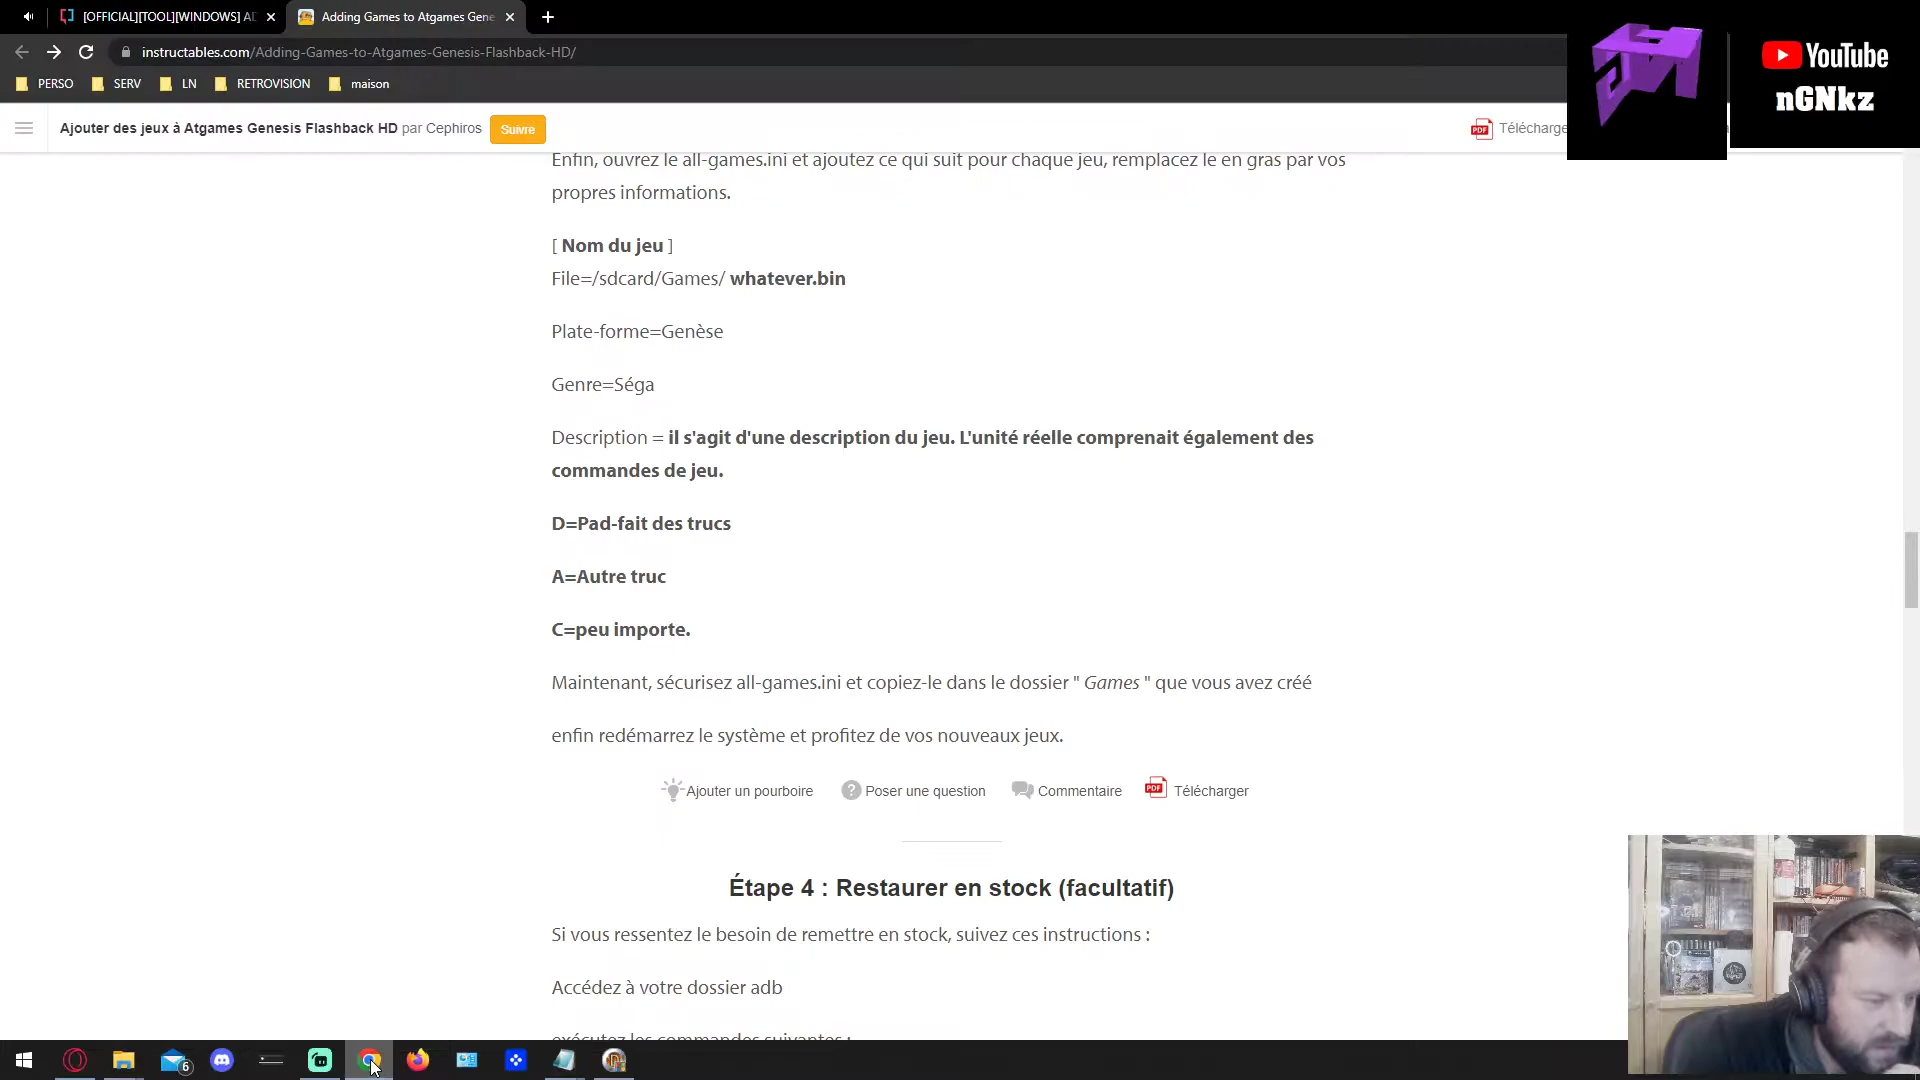 [OFFICIAL][TOOL][WINDOWS] AD
Adding Games to Atgames Gene
instructables.com/Adding-Games-to-Atgames-Genesis-Flashback-HD/
PERSO SERV LN RETROVISION maison
YouTube
nGNkz
Ajouter des jeux à Atgames Genesis Flashback HD par Cephiros Suivre
PDF Télécharge
Enfin, ouvrez le all-games.ini et ajoutez ce qui suit pour chaque jeu, remplacez le en gras par vos
propres informations.
[ Nom du jeu ]
File=/sdcard/Games/ whatever.bin
Plate-forme=Genèse
Genre=Séga
Description = il s'agit d'une description du jeu. L'unité réelle comprenait également des
commandes de jeu.
D=Pad-fait des trucs
A=Autre truc
C=peu importe.
Maintenant, sécurisez all-games.ini et copiez-le dans le dossier " Games " que vous avez créé
enfin redémarrez le système et profitez de vos nouveaux jeux.
Ajouter un pourboire ? Poser une question Commentaire PDF Télécharger
Étape 4 : Restaurer en stock (facultatif)
Si vous ressentez le besoin de remettre en stock, suivez ces instructions :
Accédez à votre dossier adb
exécutez les commandes suivantes :
6